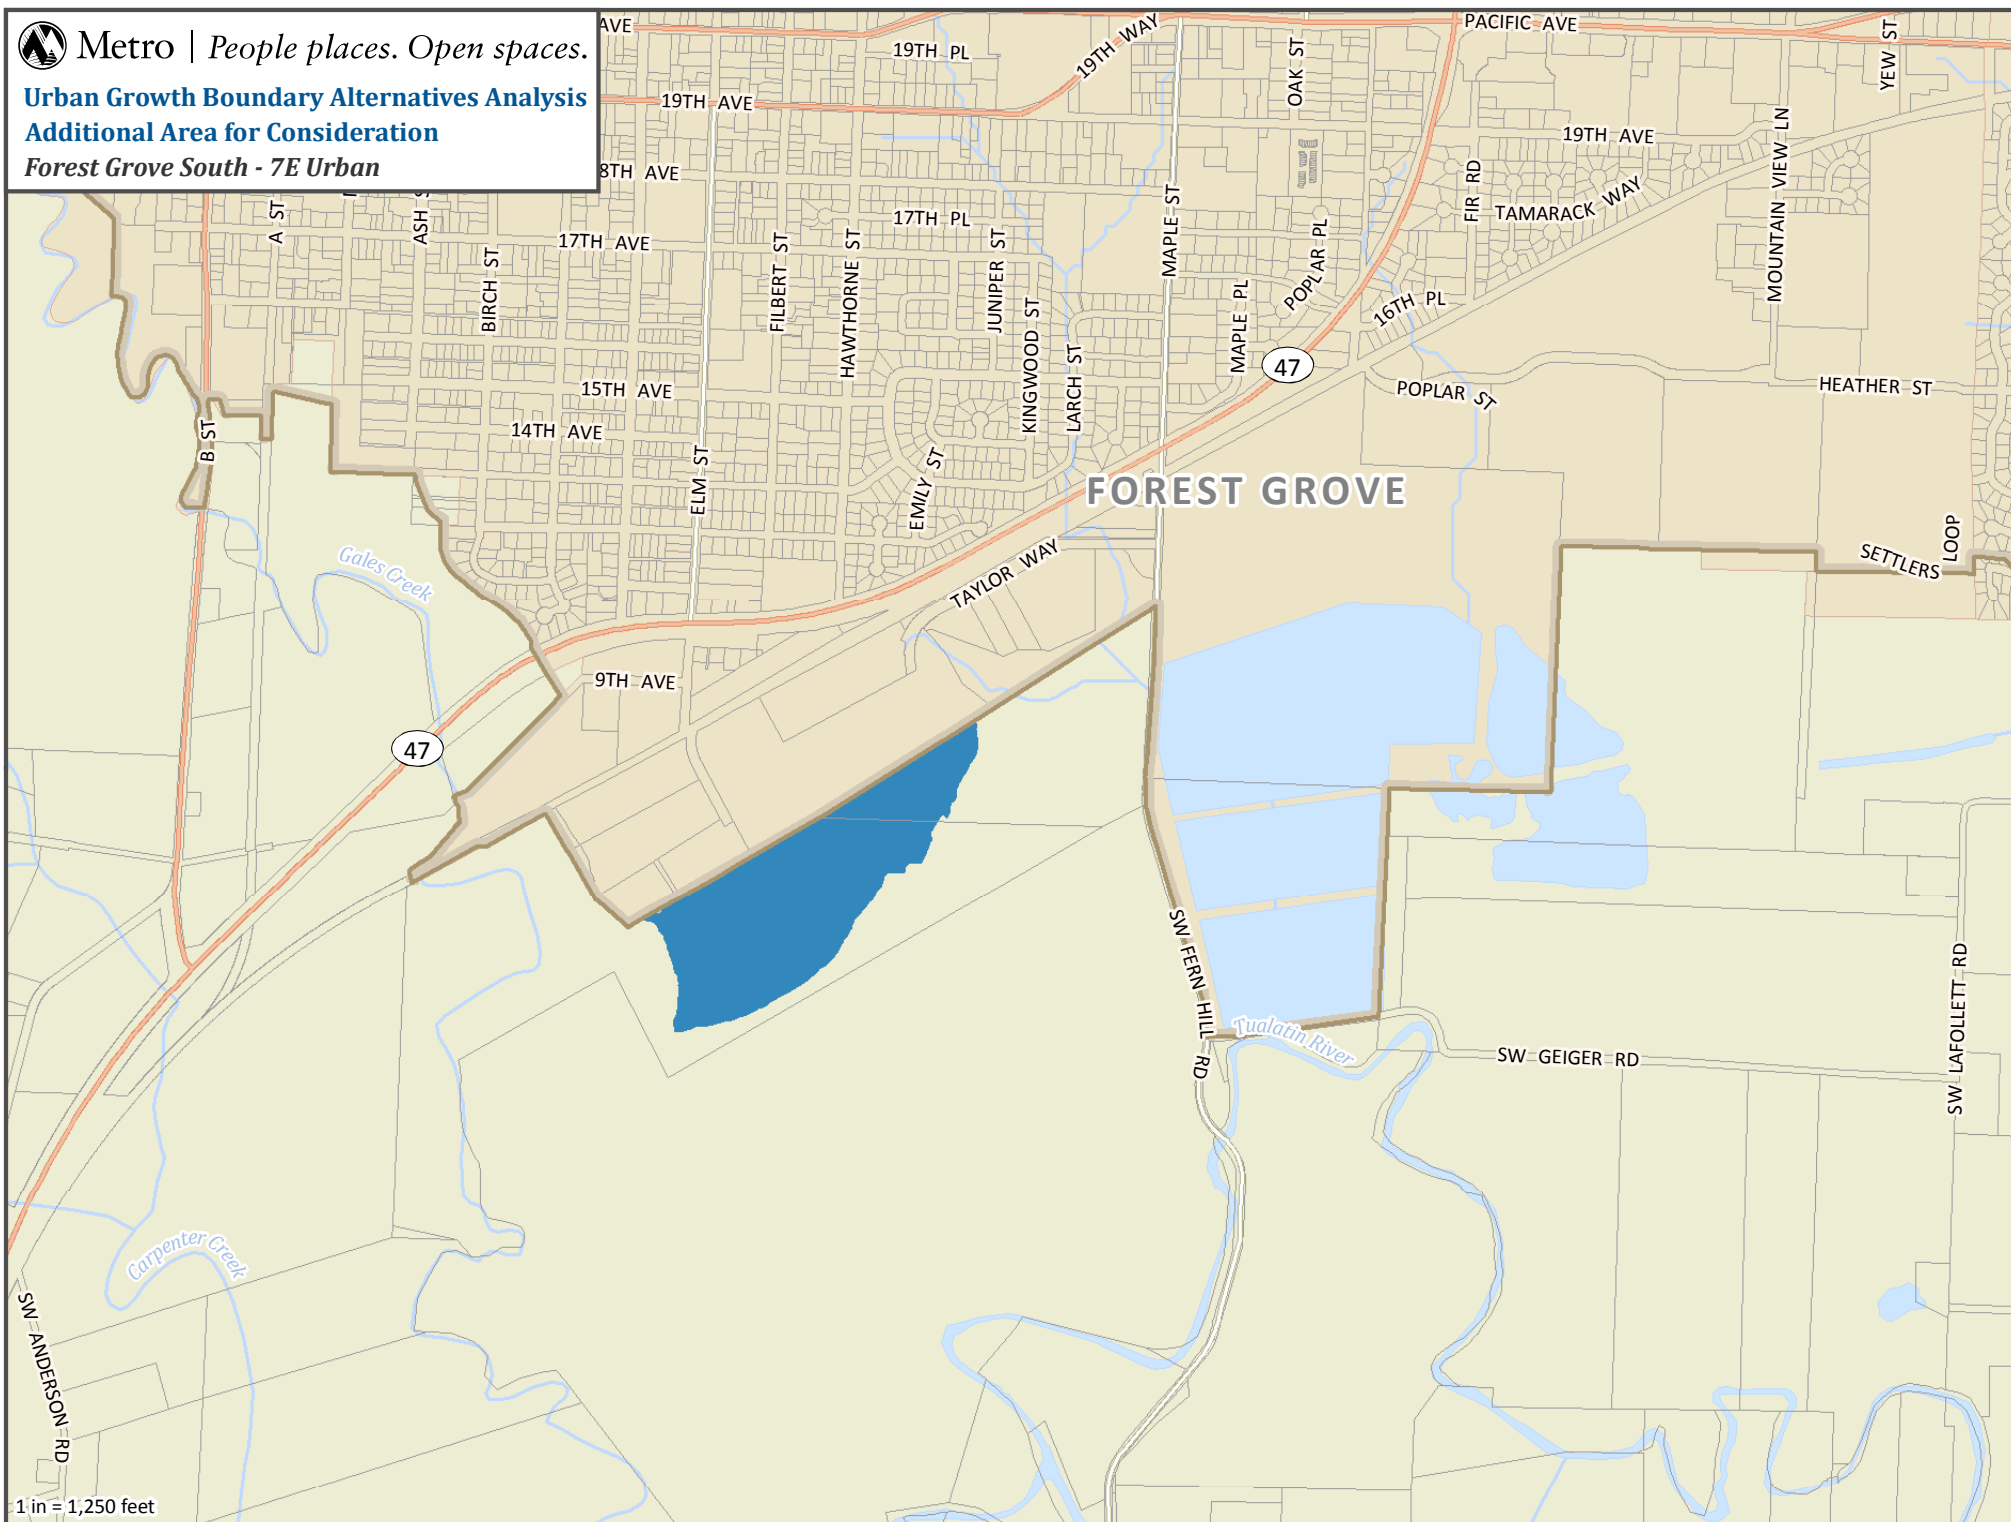 Metro | People places. Open spaces.
Urban Growth Boundary Alternatives Analysis
Additional Area for Consideration
Forest Grove South - 7E Urban
AVE
PACIFIC AVE
19TH PL
19TH WAY
OAK ST
YEW ST
19TH AVE
19TH AVE
MOUNTAIN VIEW LN
8TH AVE
FIR RD
TAMARACK WAY
A ST
ASH S
17TH PL
MAPLE ST
17TH AVE
BIRCH ST
FILBERT ST
HAWTHORNE ST
JUNIPER ST
KINGWOOD ST
LARCH ST
MAPLE PL
POPLAR PL
16TH PL
47
15TH AVE
POPLAR ST
HEATHER ST
14TH AVE
B ST
ELM ST
EMILY ST
FOREST GROVE
SETTLERS LOOP
Gales Creek
TAYLOR WAY
9TH AVE
47
SW FERN HILL RD
Tualatin River
SW GEIGER RD
SW LAFOLLETT RD
Carpenter Creek
SW ANDERSON RD
1 in = 1,250 feet